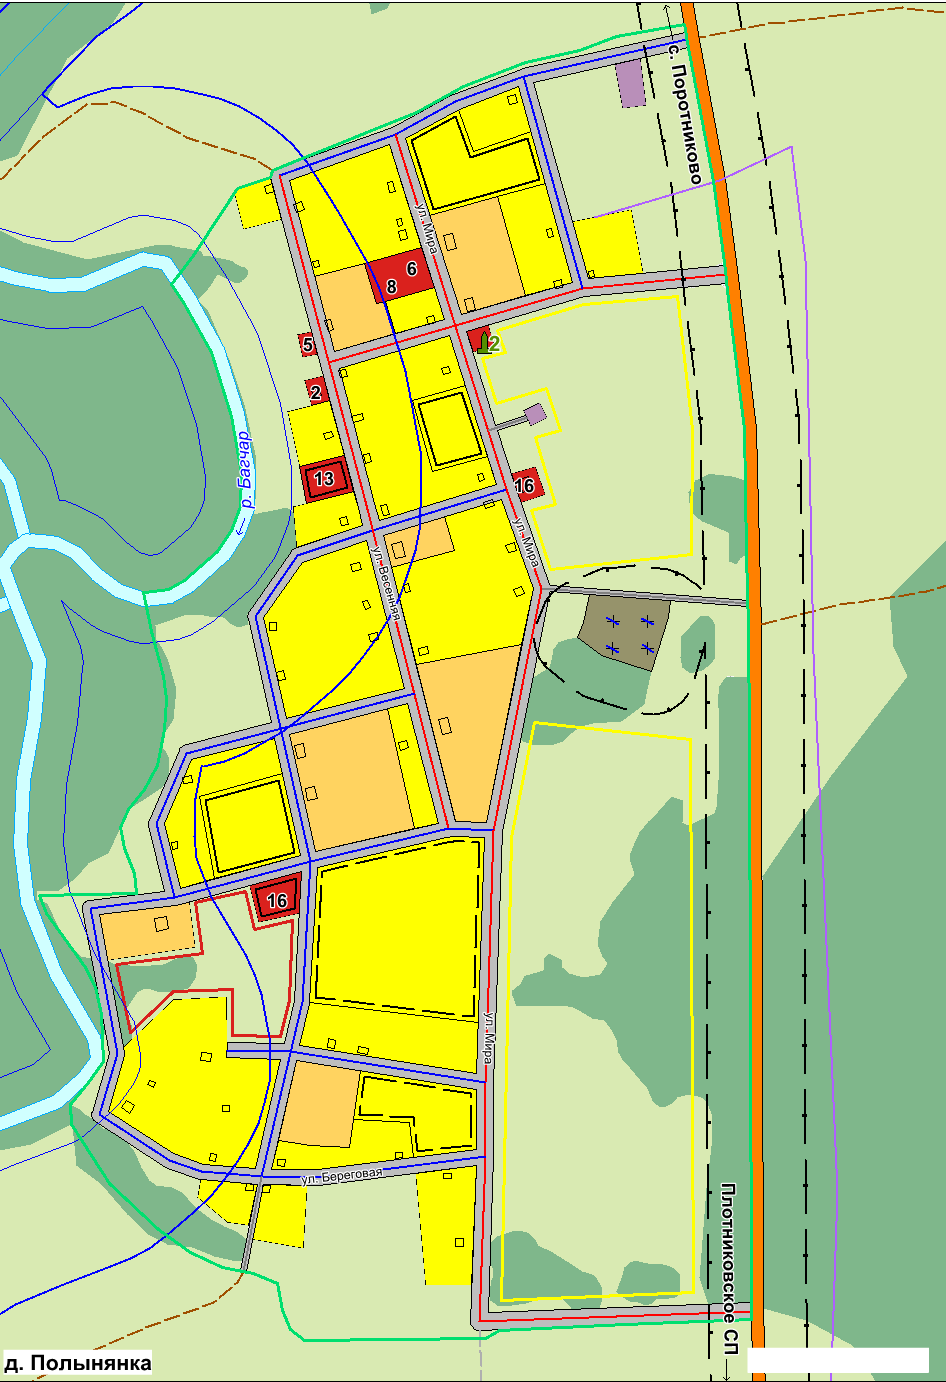 с. Поротниково
ул. Мира
6
8
5
2
2
р. Багчар
13
16
ул. Мира
ул. Весенняя
16
ул. Мира
ул. Береговая
Плотниковское СП
д. Полынянка